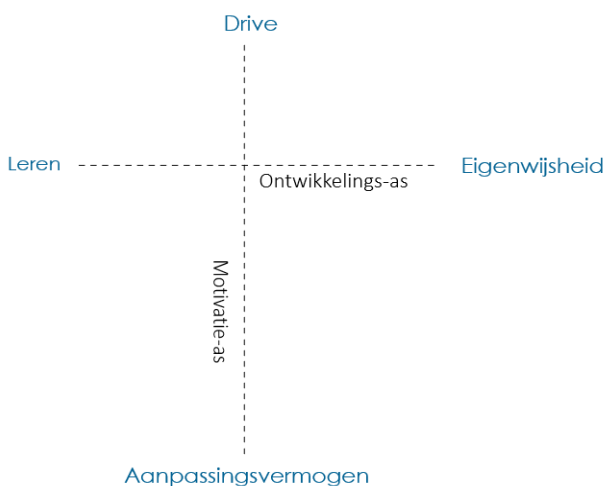 Drive
Leren
Eigenwijsheid
Ontwikkelings-as
Motivatie-as
Aanpassingsvermogen